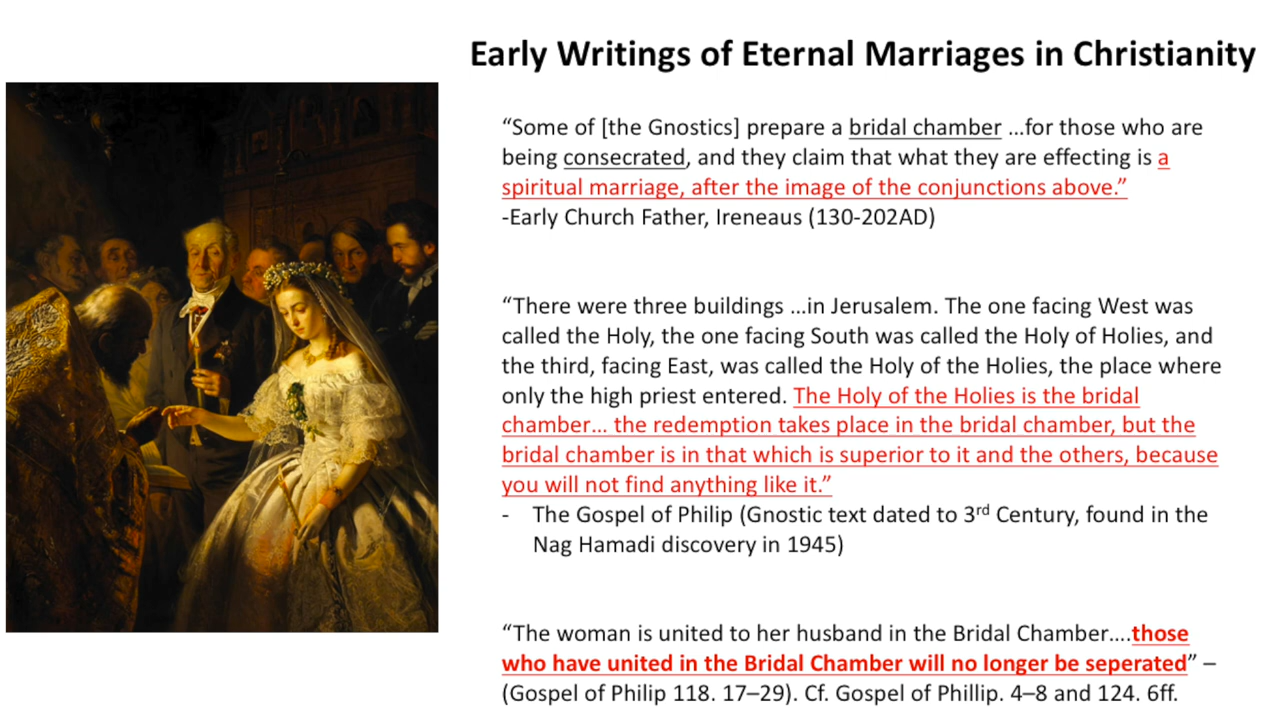 Early Writings of Eternal Marriages in Christianity
“Some of [the Gnostics] prepare a bridal chamber ...for those who are
being consecrated, and they claim that what they are effecting is a
spiritual marriage, after the image of the conjunctions above.”
-Early Church Father, Ireneaus (130-202AD)
“There were three buildings ...in Jerusalem. The one facing West was
called the Holy, the one facing South was called the Holy of Holies, and
the third, facing East, was called the Holy of the Holies, the place where
only the high priest entered. The Holy of the Holies is the bridal
chamber... the redemption takes place in the bridal chamber, but the
bridal chamber is in that which is superior to it and the others, because
you will not find anything like it.”
- The Gospel of Philip (Gnostic text dated to 3rd Century, found in the
Nag Hamadi discovery in 1945)
“The woman is united to her husband in the Bridal Chamber....those
who have united in the Bridal Chamber will no longer be seperated” –
(Gospel of Philip 118. 17–29). Cf. Gospel of Phillip. 4–8 and 124. 6ff.